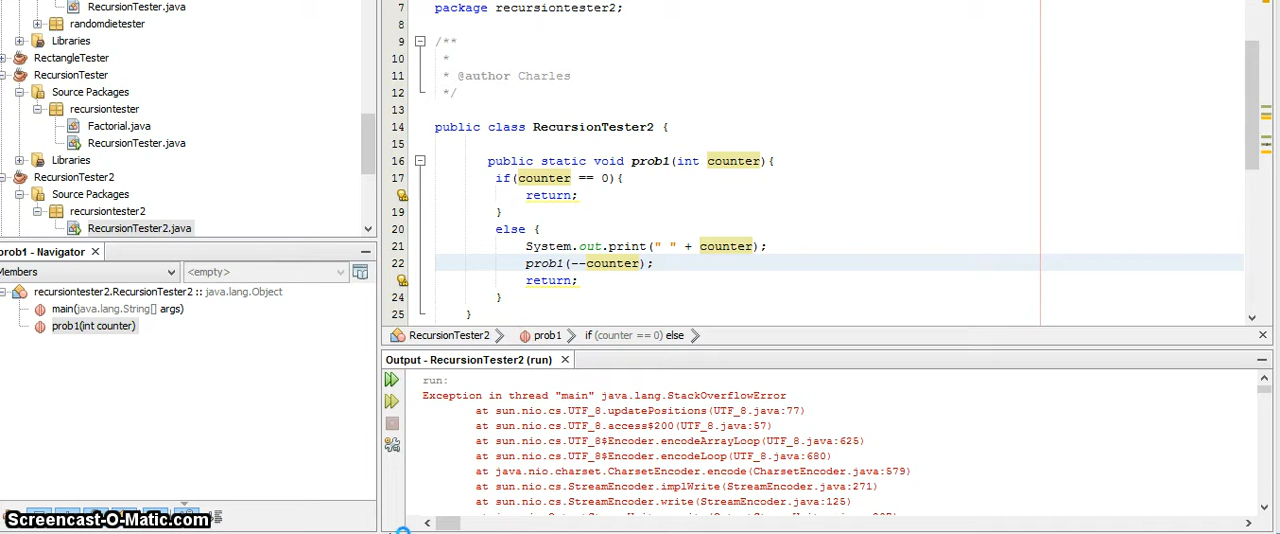 RecursionTester.java
randomdietester
Libraries
RectangleTester
RecursionTester
Source Packages
recursiontester
Factorial.java
RecursionTester.java
Libraries
RecursionTester2
Source Packages
recursiontester2
RecursionTester2.java
prob1 - Navigator
Members
<empty>
recursiontester2.RecursionTester2 :: java.lang.Object
main(java.lang.String[] args)
prob1(int counter)
Screencast-O-Matic.com
7 package recursiontester2;
8
9 /**
10 *
11 * @author Charles
12 */
13
14 public class RecursionTester2 {
15
16 public static void prob1(int counter){
17 if(counter == 0){
return;
19 }
20 else {
21 System.out.print(" " + counter);
22 prob1(--counter);
return;
24 }
25 }
RecursionTester2 prob1 if (counter == 0) else
Output - RecursionTester2 (run)
run:
Exception in thread "main" java.lang.StackOverflowError
at sun.nio.cs.UTF_8.updatePositions(UTF_8.java:77)
at sun.nio.cs.UTF_8.access$200(UTF_8.java:57)
at sun.nio.cs.UTF_8$Encoder.encodeArrayLoop(UTF_8.java:625)
at sun.nio.cs.UTF_8$Encoder.encodeLoop(UTF_8.java:680)
at java.nio.charset.CharsetEncoder.encode(CharsetEncoder.java:579)
at sun.nio.cs.StreamEncoder.implWrite(StreamEncoder.java:271)
at sun.nio.cs.StreamEncoder.write(StreamEncoder.java:125)